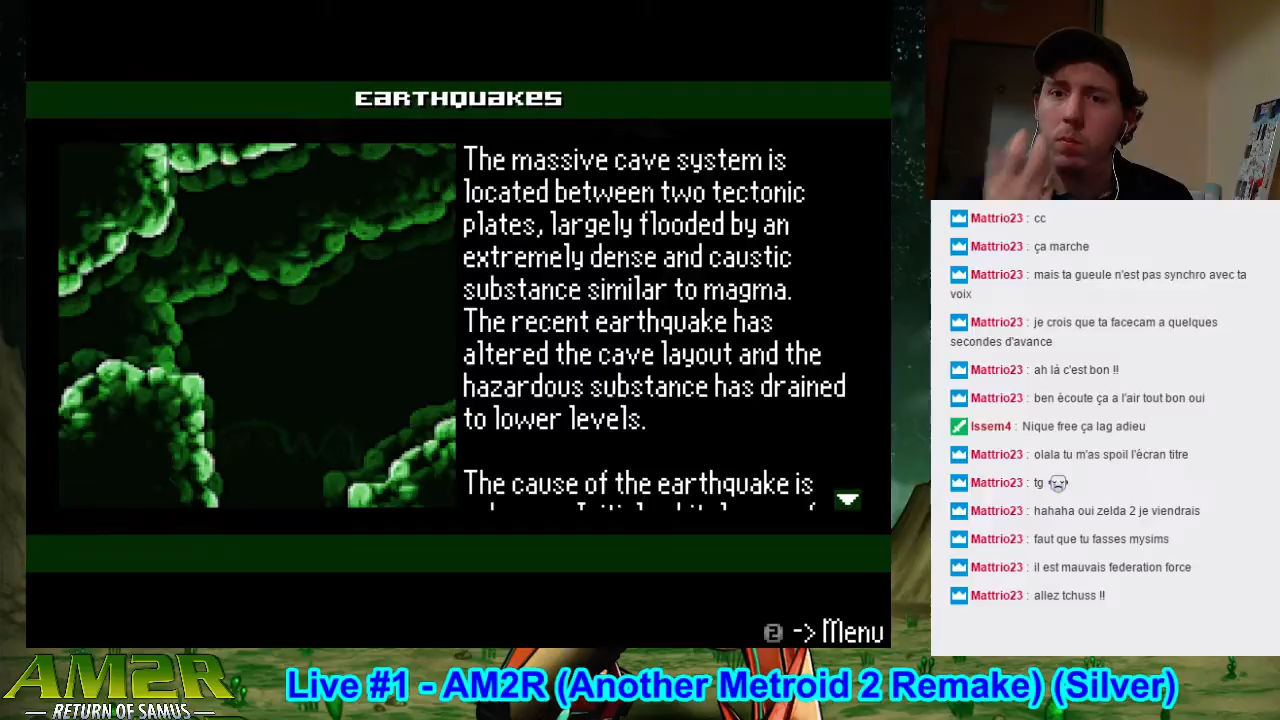 EARTHQUAKES
The massive cave system is
located between two tectonic
plates, largely flooded by an
extremely dense and caustic
substance similar to magma.
The recent earthquake has
altered the cave layout and the
hazardous substance has drained
to lower levels.
The cause of the earthquake is
2 -> Menu
Mattrio23 : cc
Mattrio23 : ça marche
Mattrio23 : mais ta gueule n'est pas synchro avec ta
voix
Mattrio23 : je crois que ta facecam a quelques
secondes d'avance
Mattrio23 : ah là c'est bon !!
Mattrio23 : ben écoute ça a l'air tout bon oui
Issem4 : Nique free ça lag adieu
Mattrio23 : olala tu m'as spoil l'écran titre
Mattrio23 : tg
Mattrio23 : hahaha oui zelda 2 je viendrais
Mattrio23 : faut que tu fasses mysims
Mattrio23 : il est mauvais federation force
Mattrio23 : allez tchuss !!
AM2R
RETURN OF SAMUS
Live #1 - AM2R (Another Metroid 2 Remake) (Silver)